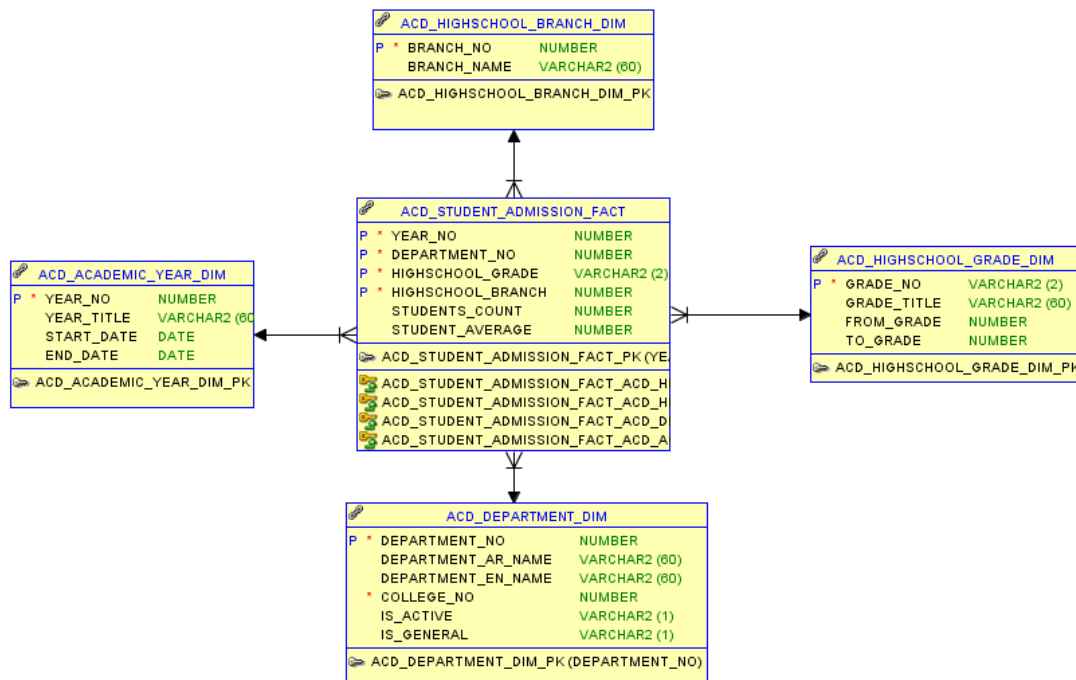 ACD_HIGHSCHOOL_BRANCH_DIM
P * BRANCH_NO NUMBER
BRANCH_NAME VARCHAR2 (60)
ACD_HIGHSCHOOL_BRANCH_DIM_PK
ACD_STUDENT_ADMISSION_FACT
P * YEAR_NO NUMBER
P * DEPARTMENT_NO NUMBER
P * HIGHSCHOOL_GRADE VARCHAR2 (2)
P * HIGHSCHOOL_BRANCH NUMBER
STUDENTS_COUNT NUMBER
STUDENT_AVERAGE NUMBER
ACD_STUDENT_ADMISSION_FACT_PK (YEA
ACD_STUDENT_ADMISSION_FACT_ACD_H
ACD_STUDENT_ADMISSION_FACT_ACD_H
ACD_STUDENT_ADMISSION_FACT_ACD_D
ACD_STUDENT_ADMISSION_FACT_ACD_A
ACD_ACADEMIC_YEAR_DIM
P * YEAR_NO NUMBER
YEAR_TITLE VARCHAR2 (60
START_DATE DATE
END_DATE DATE
ACD_ACADEMIC_YEAR_DIM_PK
ACD_HIGHSCHOOL_GRADE_DIM
P * GRADE_NO VARCHAR2 (2)
GRADE_TITLE VARCHAR2 (60)
FROM_GRADE NUMBER
TO_GRADE NUMBER
ACD_HIGHSCHOOL_GRADE_DIM_PK
ACD_DEPARTMENT_DIM
P * DEPARTMENT_NO NUMBER
DEPARTMENT_AR_NAME VARCHAR2 (60)
DEPARTMENT_EN_NAME VARCHAR2 (60)
* COLLEGE_NO NUMBER
IS_ACTIVE VARCHAR2 (1)
IS_GENERAL VARCHAR2 (1)
ACD_DEPARTMENT_DIM_PK (DEPARTMENT_NO)